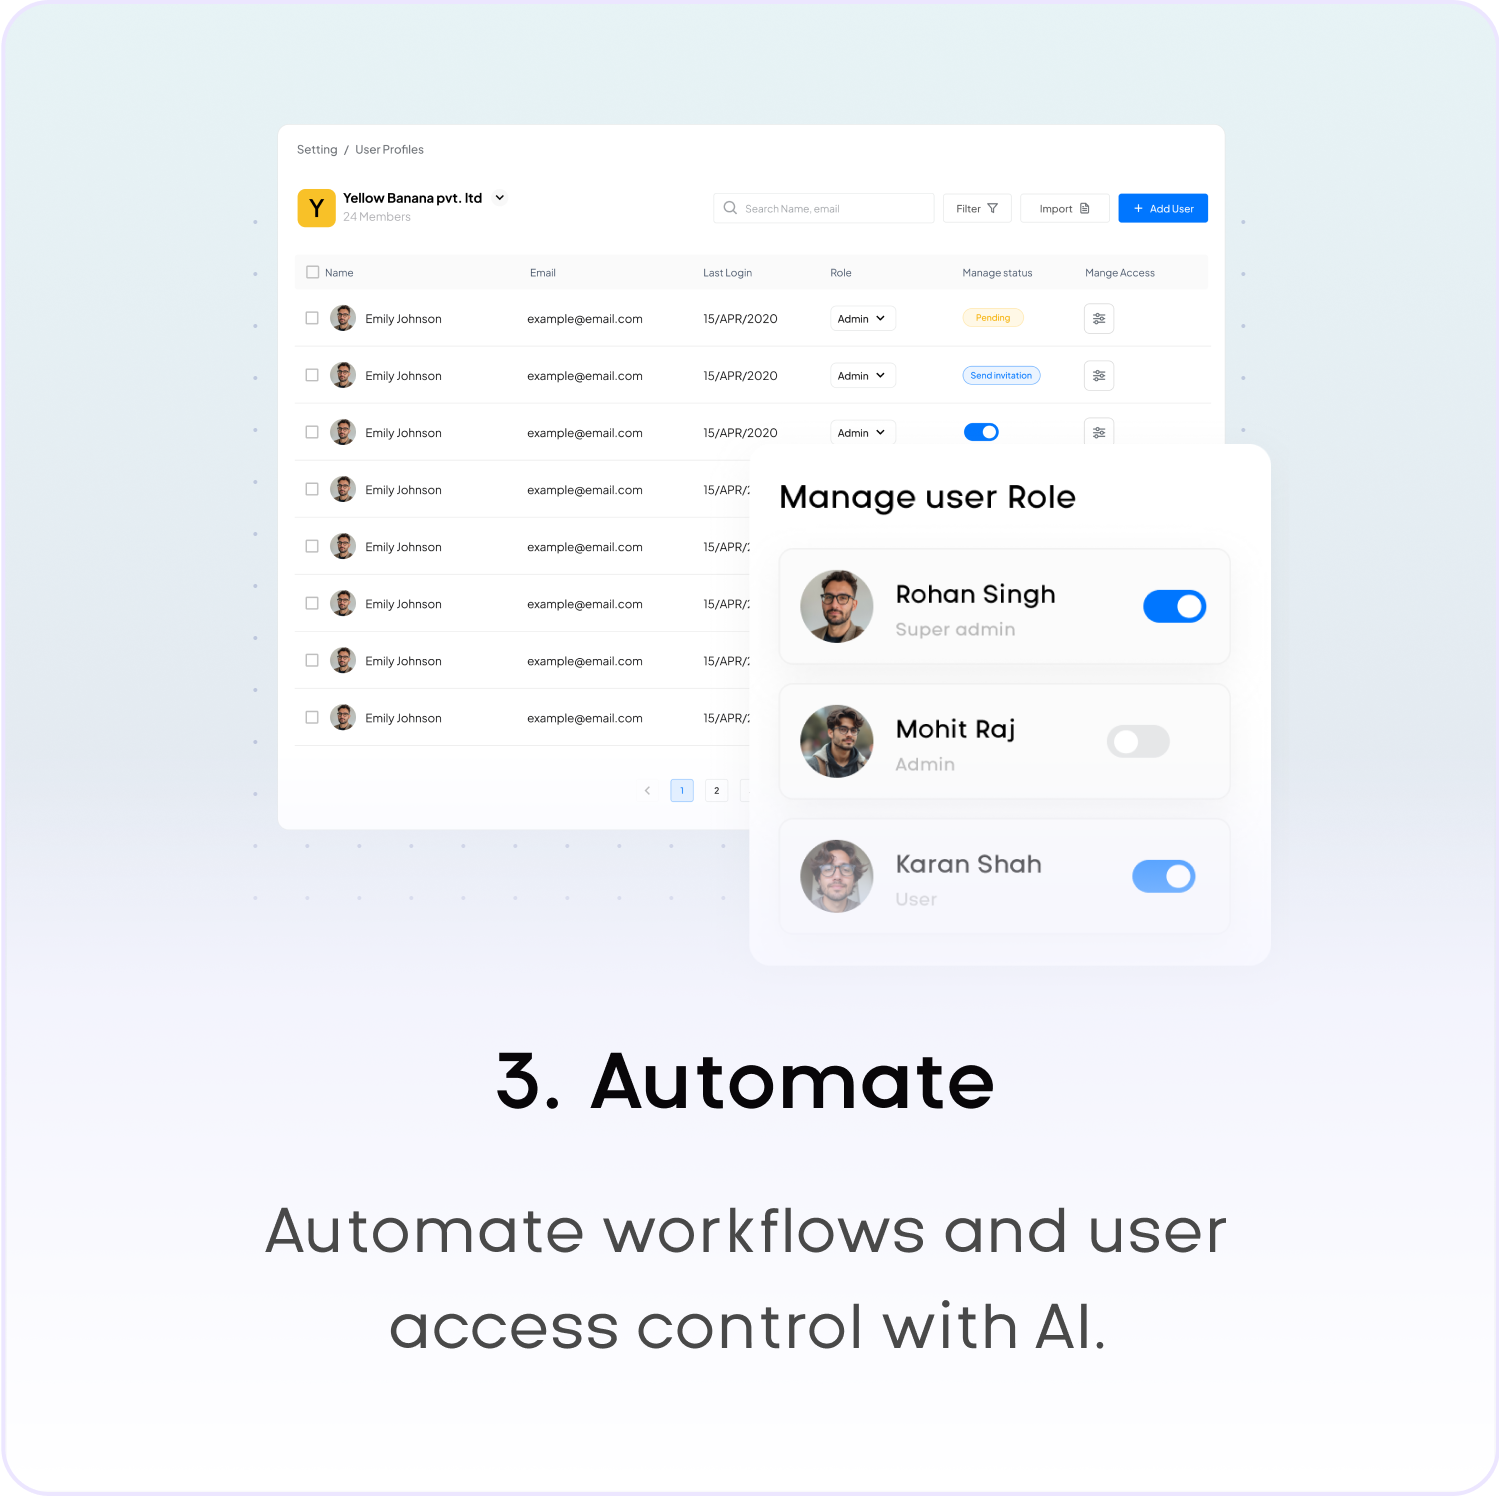 Setting / User Profiles
Y
Yellow Banana pvt. ltd
24 Members
Search Name, email
Filter
Import
+ Add User
Name Email Last Login Role Manage status Mange Access
Emily Johnson example@email.com 15/APR/2020 Admin Pending
Emily Johnson example@email.com 15/APR/2020 Admin Send invitation
Emily Johnson example@email.com 15/APR/2020 Admin
Emily Johnson example@email.com 15/APR/2
Emily Johnson example@email.com 15/APR/2
Emily Johnson example@email.com 15/APR/2
Emily Johnson example@email.com 15/APR/2
Emily Johnson example@email.com 15/APR/2
1 2
Manage user Role
Rohan Singh
Super admin
Mohit Raj
Admin
Karan Shah
User
3. Automate
Automate workflows and user
access control with AI.